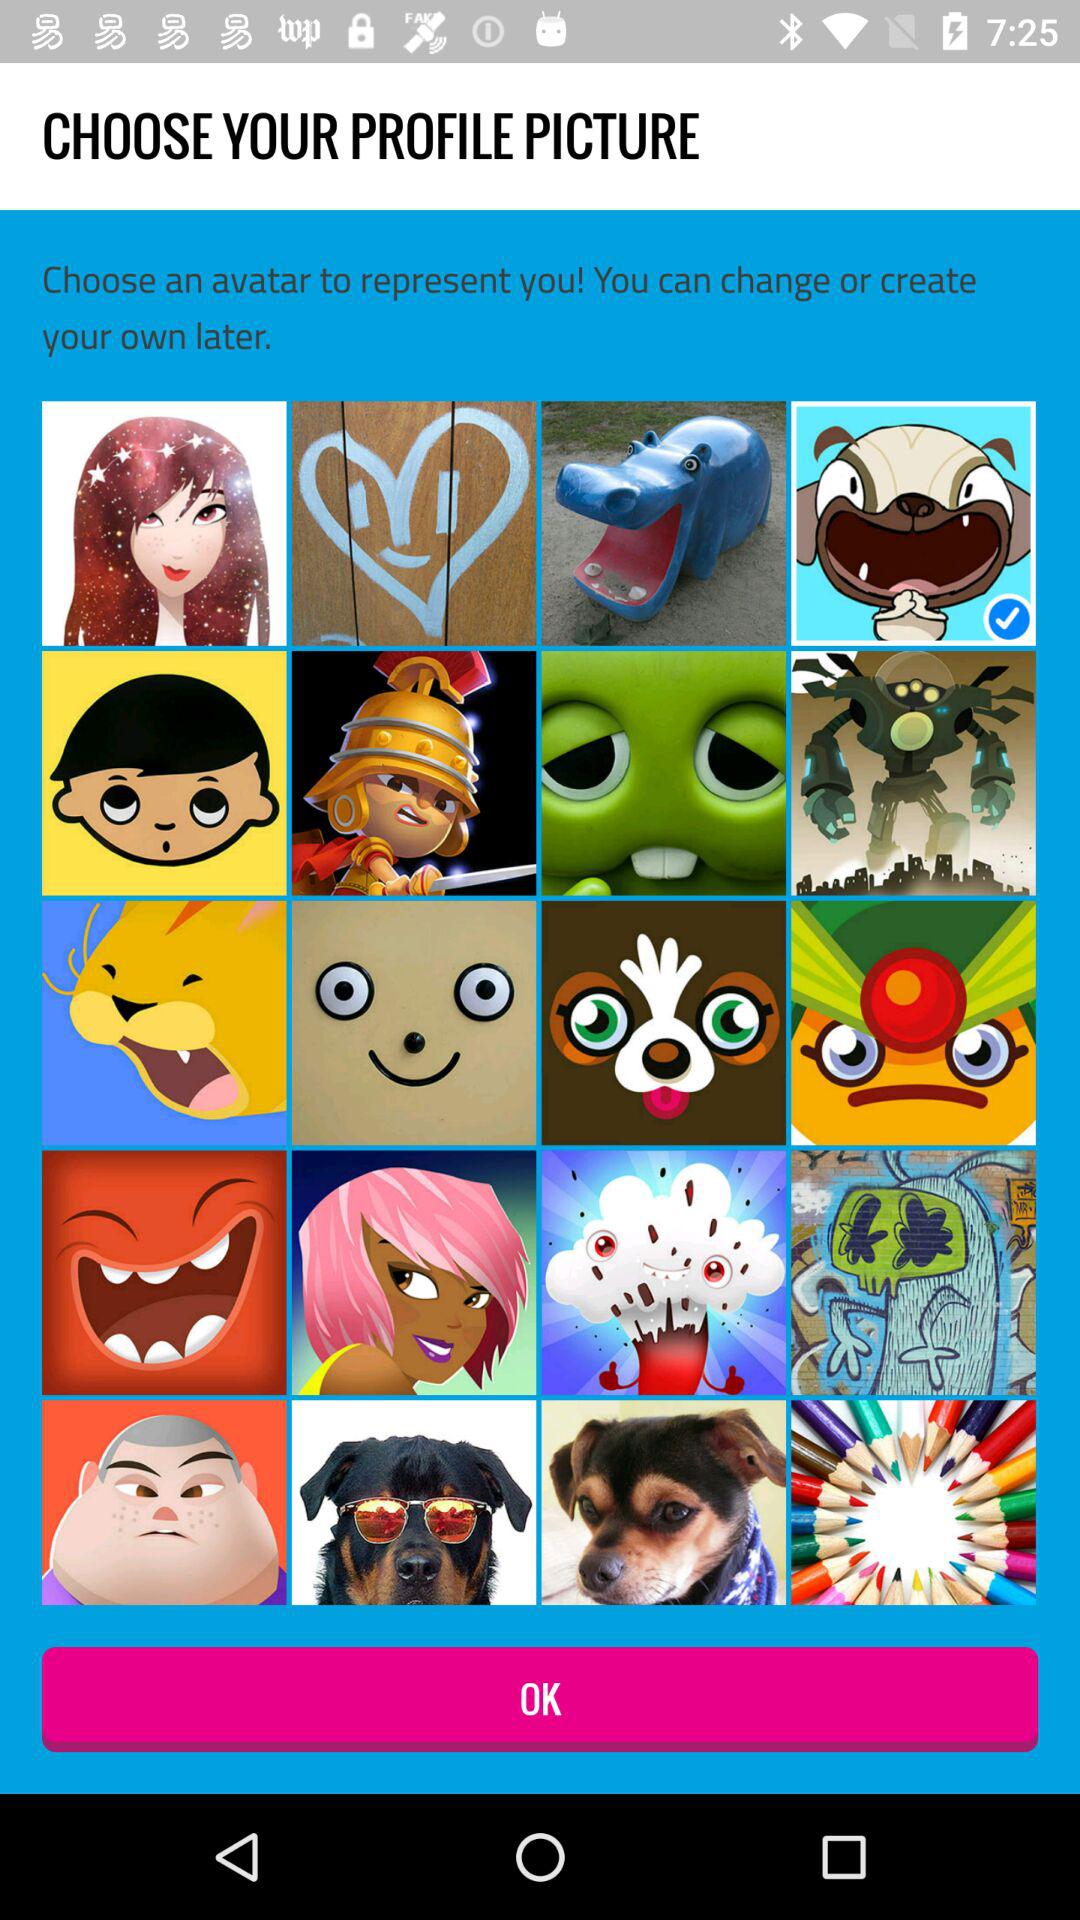 FAKE
7:25
CHOOSE YOUR PROFILE PICTURE
Choose an avatar to represent you! You can change or create
your own later.
OK